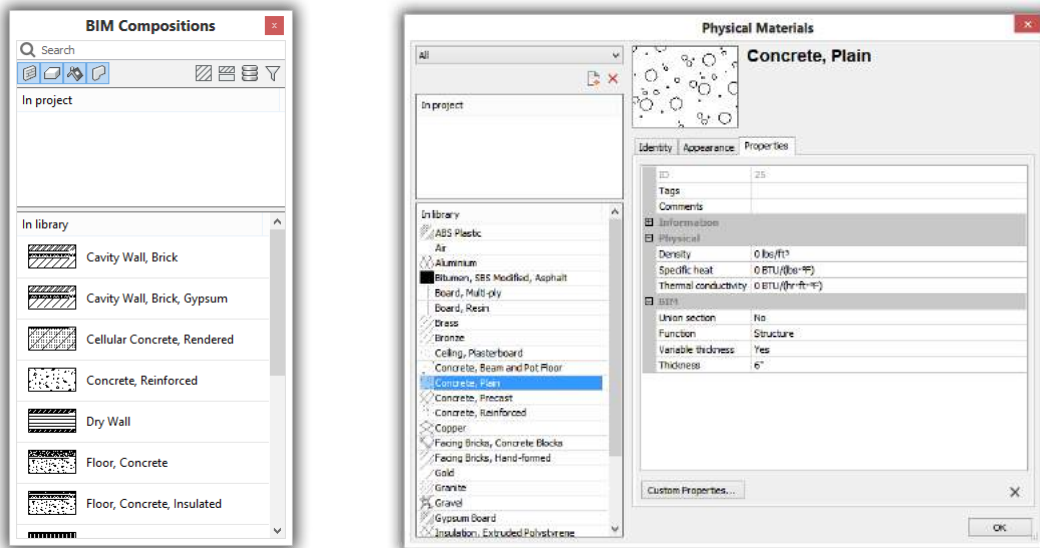 BIM Compositions
x
Search
In project
In library
Cavity Wall, Brick
Cavity Wall, Brick, Gypsum
Cellular Concrete, Rendered
Concrete, Reinforced
Dry Wall
Floor, Concrete
Floor, Concrete, Insulated
Physical Materials
x
All
In project
In library
ABS Plastic
Air
Aluminium
Bitumen, SBS Modified, Asphalt
Board, Multi-ply
Board, Resin
Brass
Bronze
Ceiling, Plasterboard
Concrete, Beam and Pot Floor
Concrete, Plain
Concrete, Precast
Concrete, Reinforced
Copper
Facing Bricks, Concrete Blocks
Facing Bricks, Hand-formed
Gold
Granite
Gravel
Gypsum Board
Insulation, Extruded Polystyrene
Concrete, Plain
Identity Appearance Properties
ID 25
Tags
Comments
Information
Physical
Density 0 lbs/ft³
Specific heat 0 BTU/(lbs·°F)
Thermal conductivity 0 BTU/(hr·ft·°F)
BIM
Union section No
Function Structure
Variable thickness Yes
Thickness 6"
Custom Properties...
OK